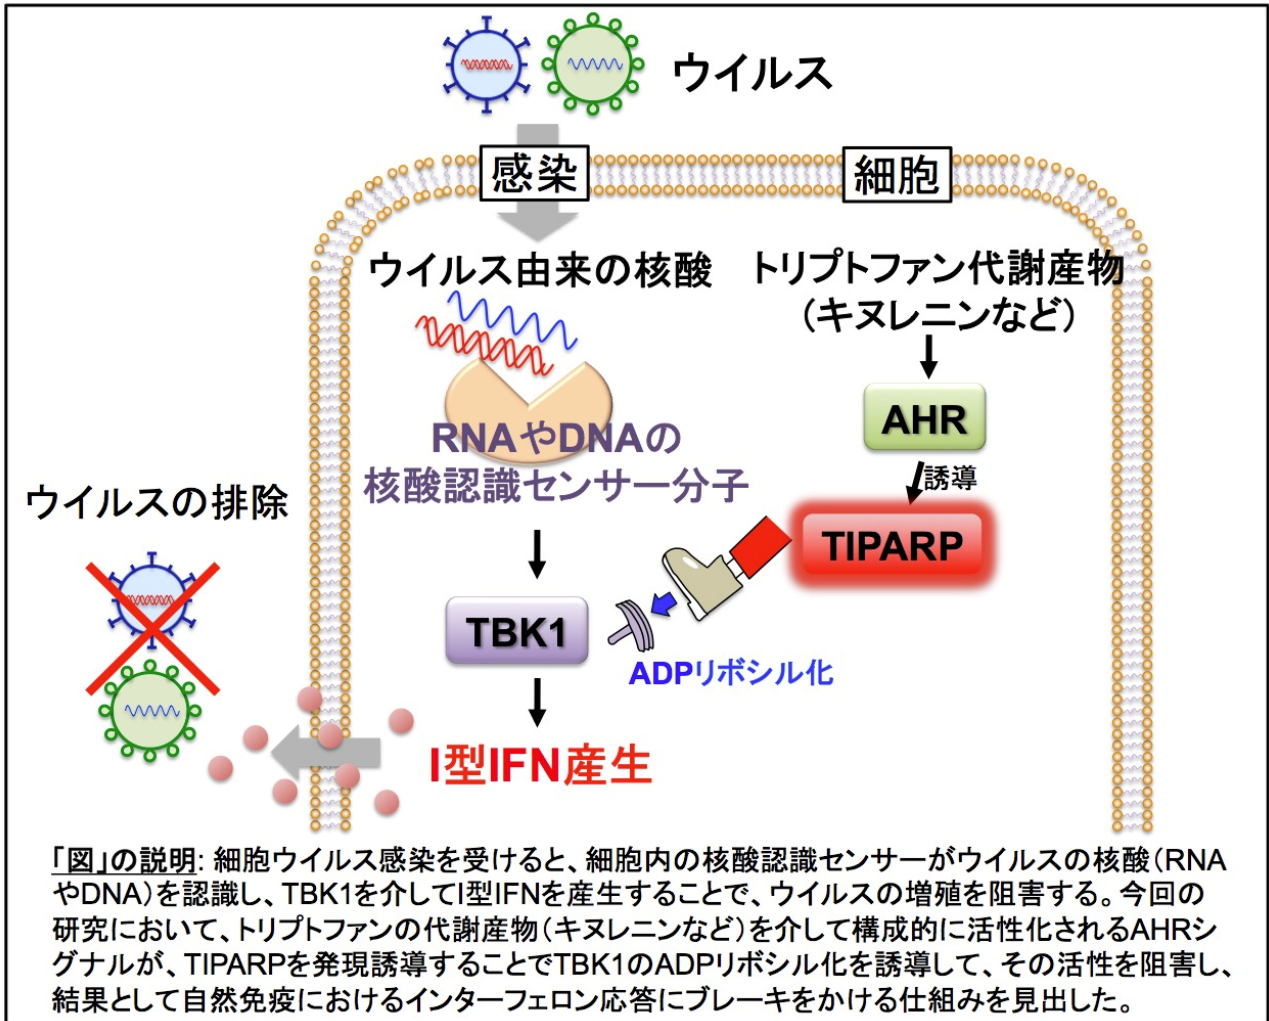 ウイルス
感染
細胞
ウイルス由来の核酸
トリプトファン代謝産物
（キヌレニンなど）
AHR
誘導
RNAやDNAの
核酸認識センサー分子
ウイルスの排除
TIPARP
TBK1
ADPリボシル化
I型IFN産生
「図」の説明: 細胞ウイルス感染を受けると、細胞内の核酸認識センサーがウイルスの核酸（RNA
やDNA）を認識し、TBK1を介してI型IFNを産生することで、ウイルスの増殖を阻害する。今回の
研究において、トリプトファンの代謝産物（キヌレニンなど）を介して構成的に活性化されるAHRシ
グナルが、TIPARPを発現誘導することでTBK1のADPリボシル化を誘導して、その活性を阻害し、
結果として自然免疫におけるインターフェロン応答にブレーキをかける仕組みを見出した。